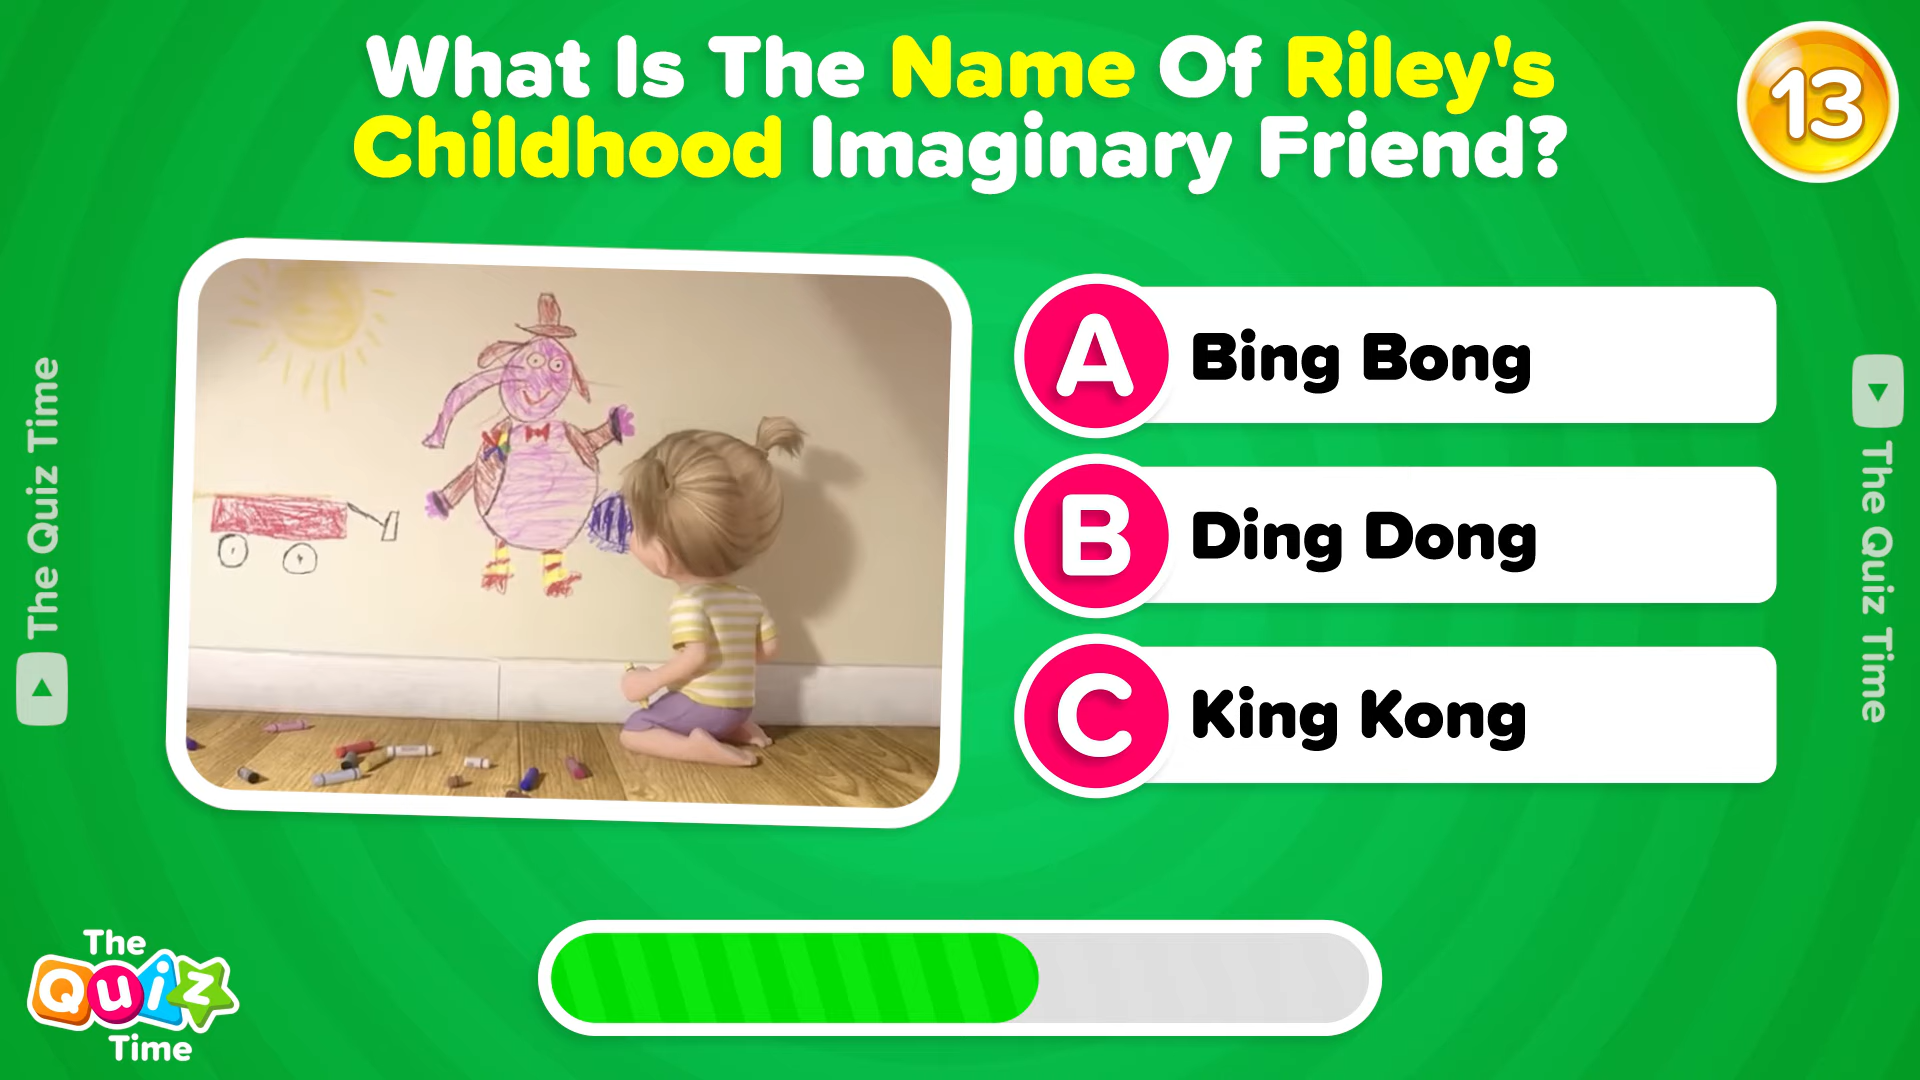 What Is The Name Of Riley's
Childhood Imaginary Friend?
13
A Bing Bong
B Ding Dong
C King Kong
The Quiz Time
The Quiz Time
The
Quiz
Time